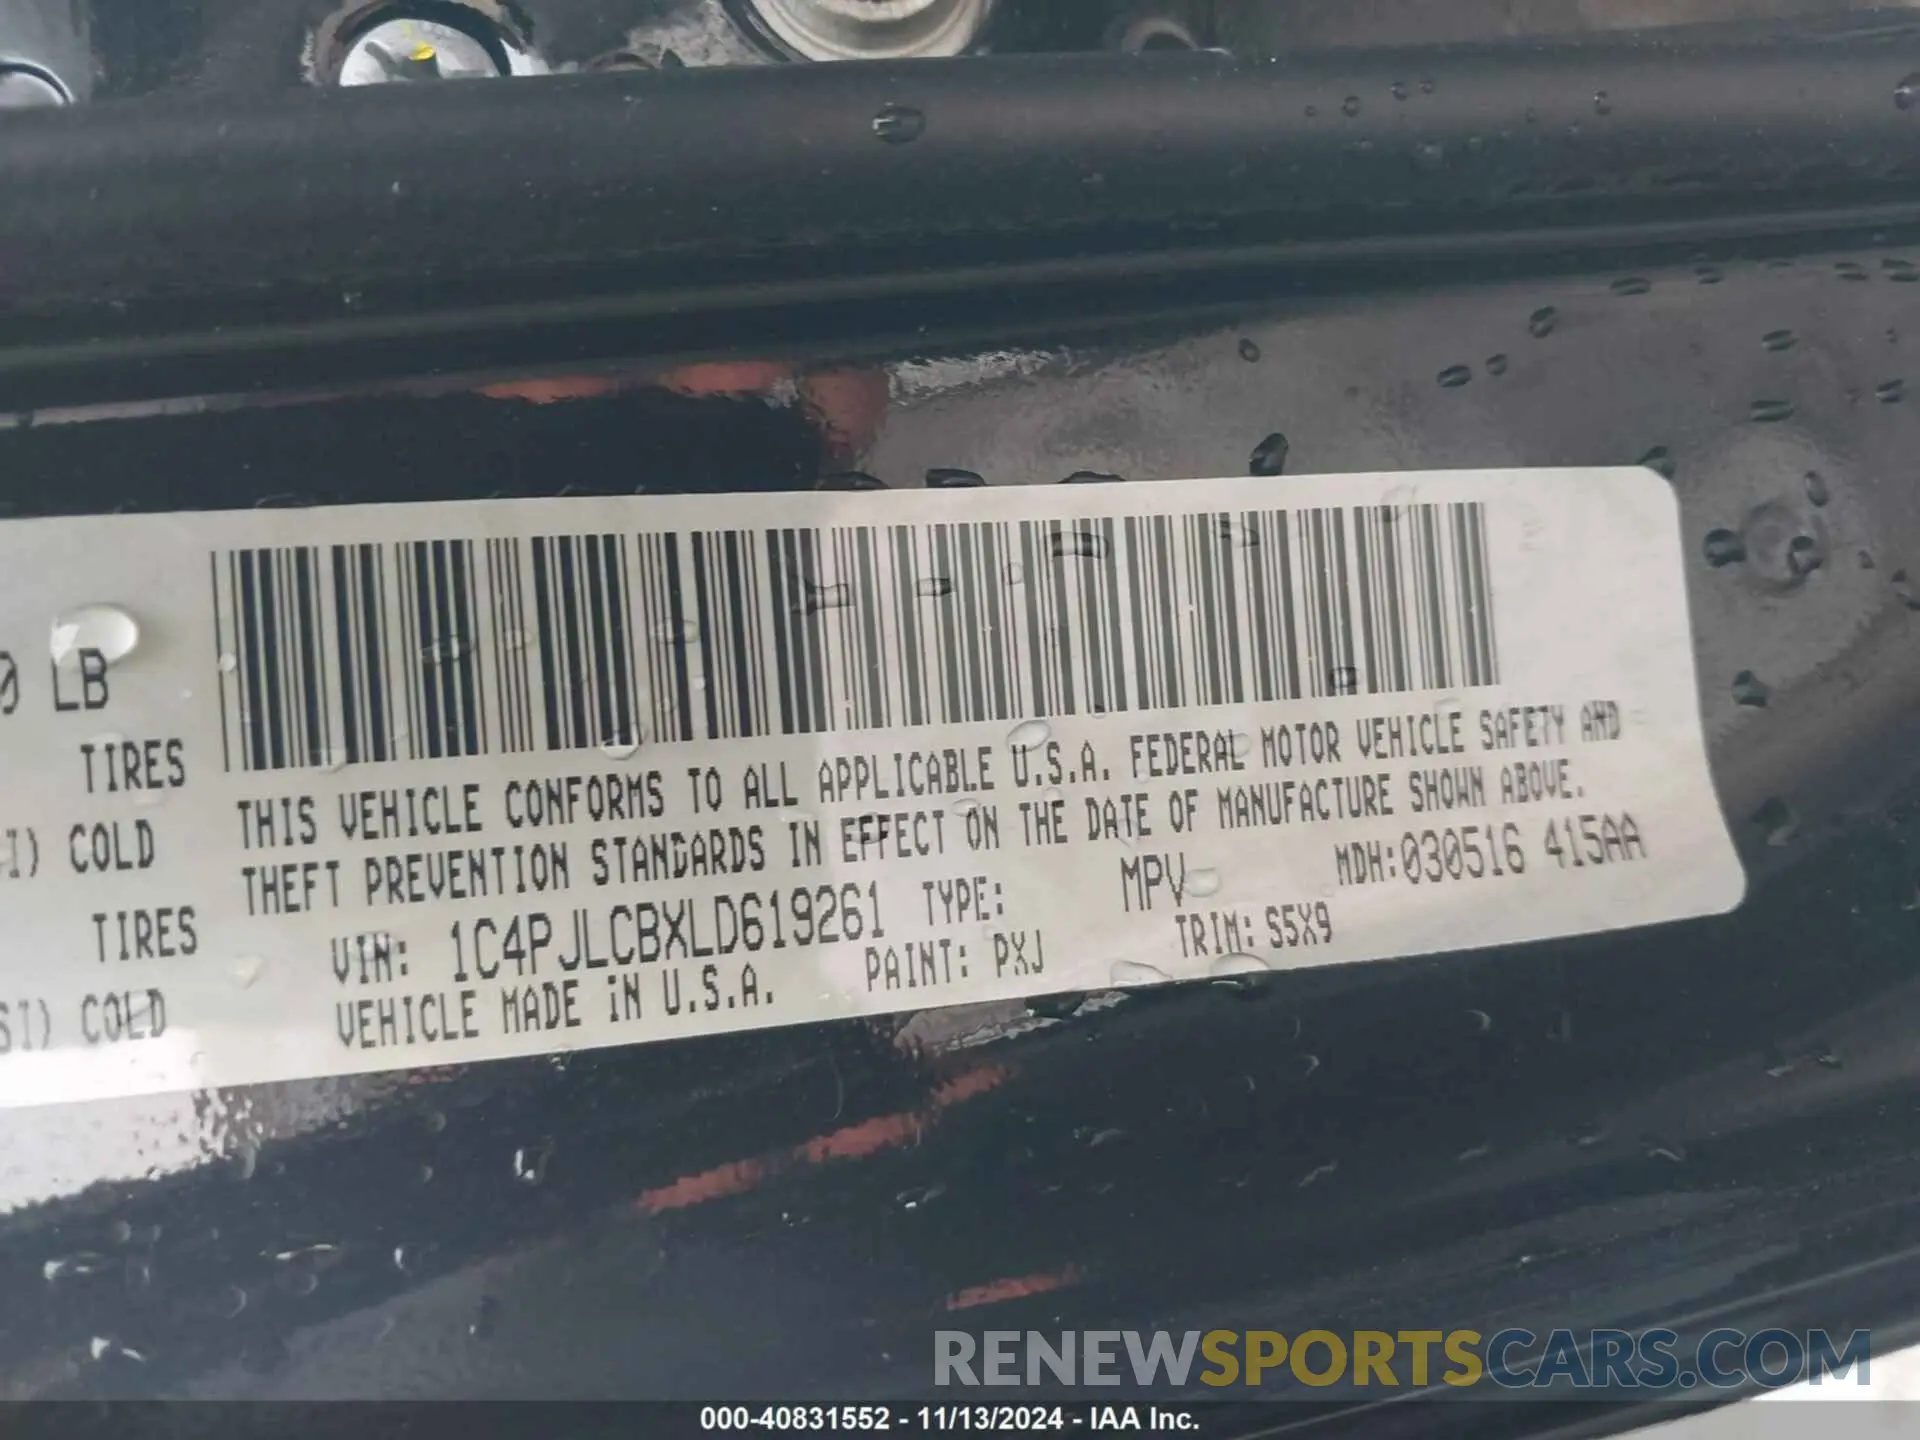 0 LB
TIRES
SI) COLD
TIRES
SI) COLD
THIS VEHICLE CONFORMS TO ALL APPLICABLE U.S.A. FEDERAL MOTOR VEHICLE SAFETY AND
THEFT PREVENTION STANDARDS IN EFFECT ON THE DATE OF MANUFACTURE SHOWN ABOVE.
VIN: 1C4PJLCBXLD619261 TYPE: MPV MDH:030516 415AA
VEHICLE MADE IN U.S.A. PAINT: PXJ TRIM: S5X9
RENEWSPORTSCARS.COM
000-40831552 - 11/13/2024 - IAA Inc.